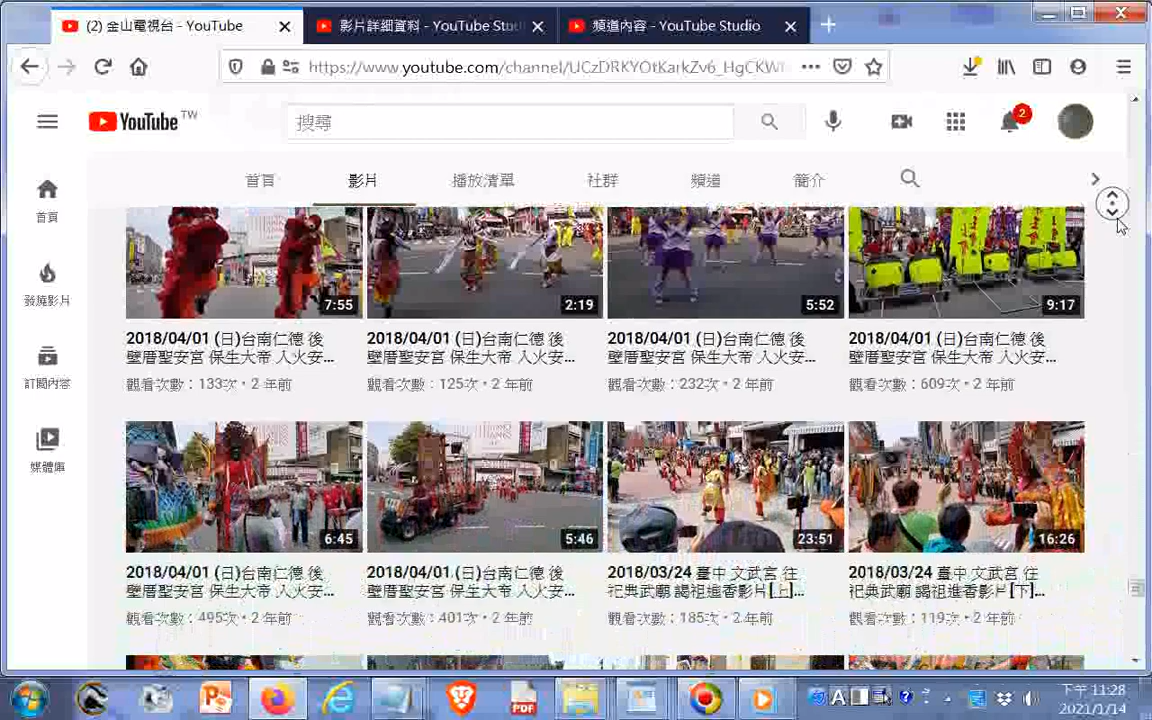 (2) 金山電視台 - YouTube
影片詳細資料 - YouTube Stu
頻道內容 - YouTube Studio
https://www.youtube.com/channel/UCzDRKYOtKarkZv6_HgCKW
YouTube TW
搜尋
2
首頁 影片 播放清單 社群 頻道 簡介
首頁
發燒影片
訂閱內容
媒體庫
7:55
2:19
5:52
9:17
2018/04/01 (日)台南仁德 後
壁厝聖安宮 保生大帝 入火安...
觀看次數：133次・2 年前
2018/04/01 (日)台南仁德 後
壁厝聖安宮 保生大帝 入火安...
觀看次數：125次・2 年前
2018/04/01 (日)台南仁德 後
壁厝聖安宮 保生大帝 入火安...
觀看次數：232次・2 年前
2018/04/01 (日)台南仁德 後
壁厝聖安宮 保生大帝 入火安...
觀看次數：609次・2 年前
6:45
5:46
23:51
16:26
2018/04/01 (日)台南仁德 後
壁厝聖安宮 保生大帝 入火安...
觀看次數：495次・2 年前
2018/04/01 (日)台南仁德 後
壁厝聖安宮 保生大帝 入火安...
觀看次數：401次・2 年前
2018/03/24 臺中 文武宮 往
祀典武廟 謁祖進香影片[上]...
觀看次數：185次・2 年前
2018/03/24 臺中 文武宮 往
祀典武廟 謁祖進香影片[下]...
觀看次數：119次・2 年前
PDF
A
下午 11:28
2021/1/14